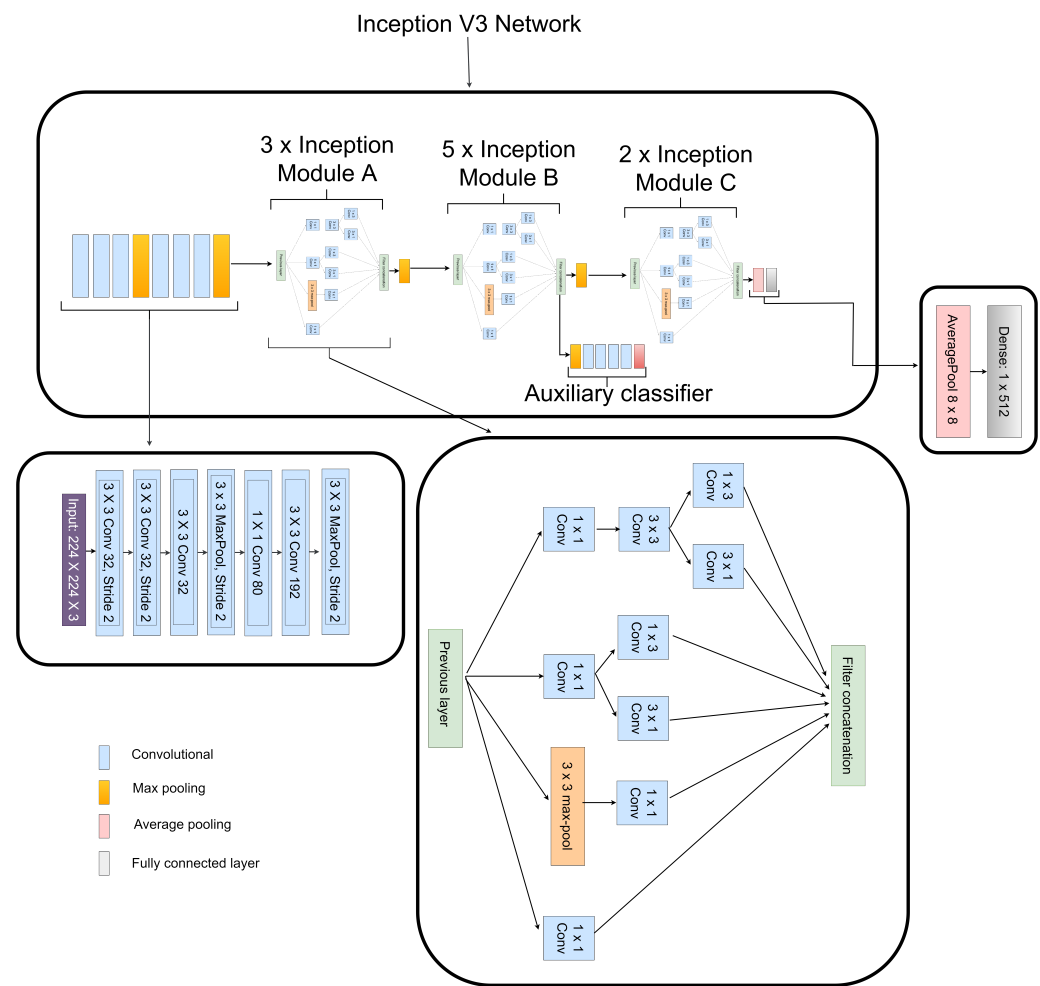 Inception V3 Network
3 x Inception
Module A
5 x Inception
Module B
2 x Inception
Module C
Auxiliary classifier
AveragePool 8 x 8
Dense: 1 x 512
Input: 224 X 224 X 3
3 X 3 Conv 32, Stride 2
3 X 3 Conv 32, Stride 2
3 X 3 Conv 32
3 x 3 MaxPool, Stride 2
1 X 1 Conv 80
3 X 3 Conv 192
3 X 3 MaxPool, Stride 2
Previous layer
1 x 1
Conv
3 x 3
Conv
1 x 3
Conv
3 x 1
Conv
1 x 1
Conv
1 x 3
Conv
3 x 1
Conv
3 x 3 max-pool
1 x 1
Conv
1 x 1
Conv
Filter concatenation
Convolutional
Max pooling
Average pooling
Fully connected layer